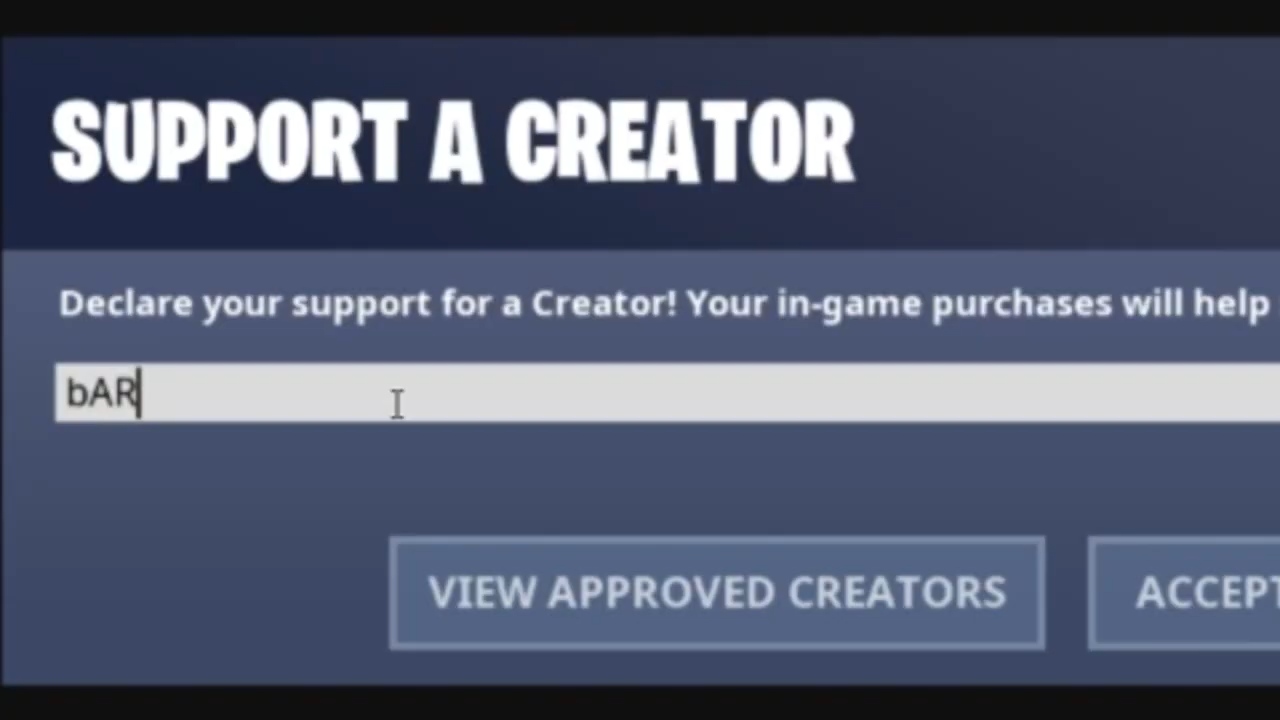 SUPPORT A CREATOR
Declare your support for a Creator! Your in-game purchases will help
bAR
VIEW APPROVED CREATORS
ACCEPT